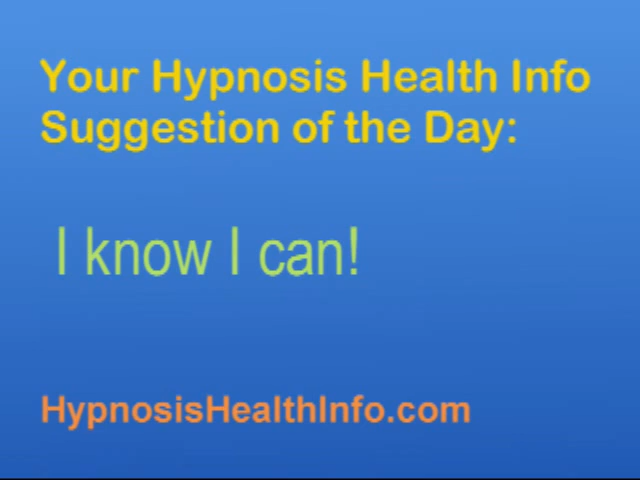 Your Hypnosis Health Info
Suggestion of the Day:
I know I can!
HypnosisHealthInfo.com